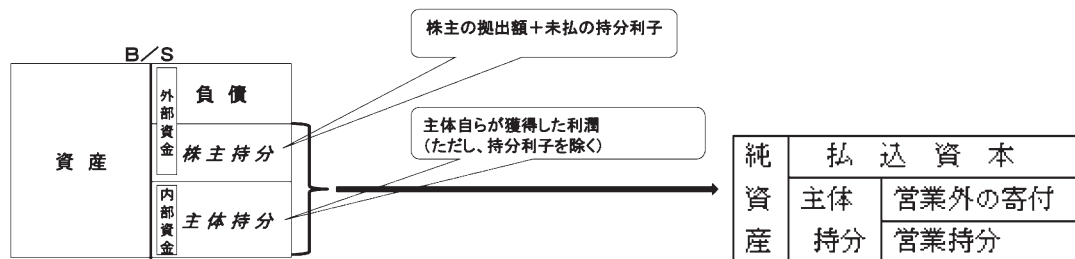 株主の拠出額＋未払の持分利子
B／S
外部資金
負債
資産
株主持分
主体自らが獲得した利潤
（ただし、持分利子を除く）
内部資金
主体持分
純資産
払込資本
主体持分
営業外の寄付
営業持分